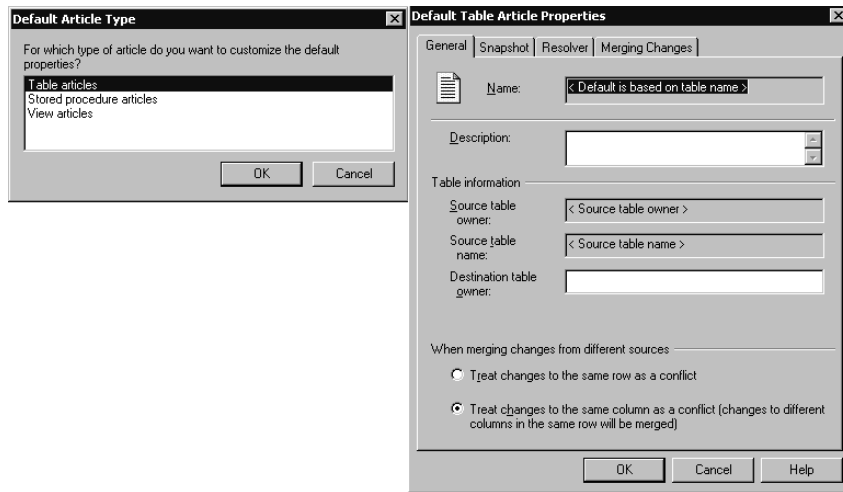 Default Article Type
For which type of article do you want to customize the default
properties?
Table articles
Stored procedure articles
View articles
OK
Cancel
Default Table Article Properties
General
Snapshot
Resolver
Merging Changes
Name:
< Default is based on table name >
Description:
Table information
Source table
owner:
< Source table owner >
Source table
name:
< Source table name >
Destination table
owner:
When merging changes from different sources
Treat changes to the same row as a conflict
Treat changes to the same column as a conflict (changes to different
columns in the same row will be merged)
OK
Cancel
Help